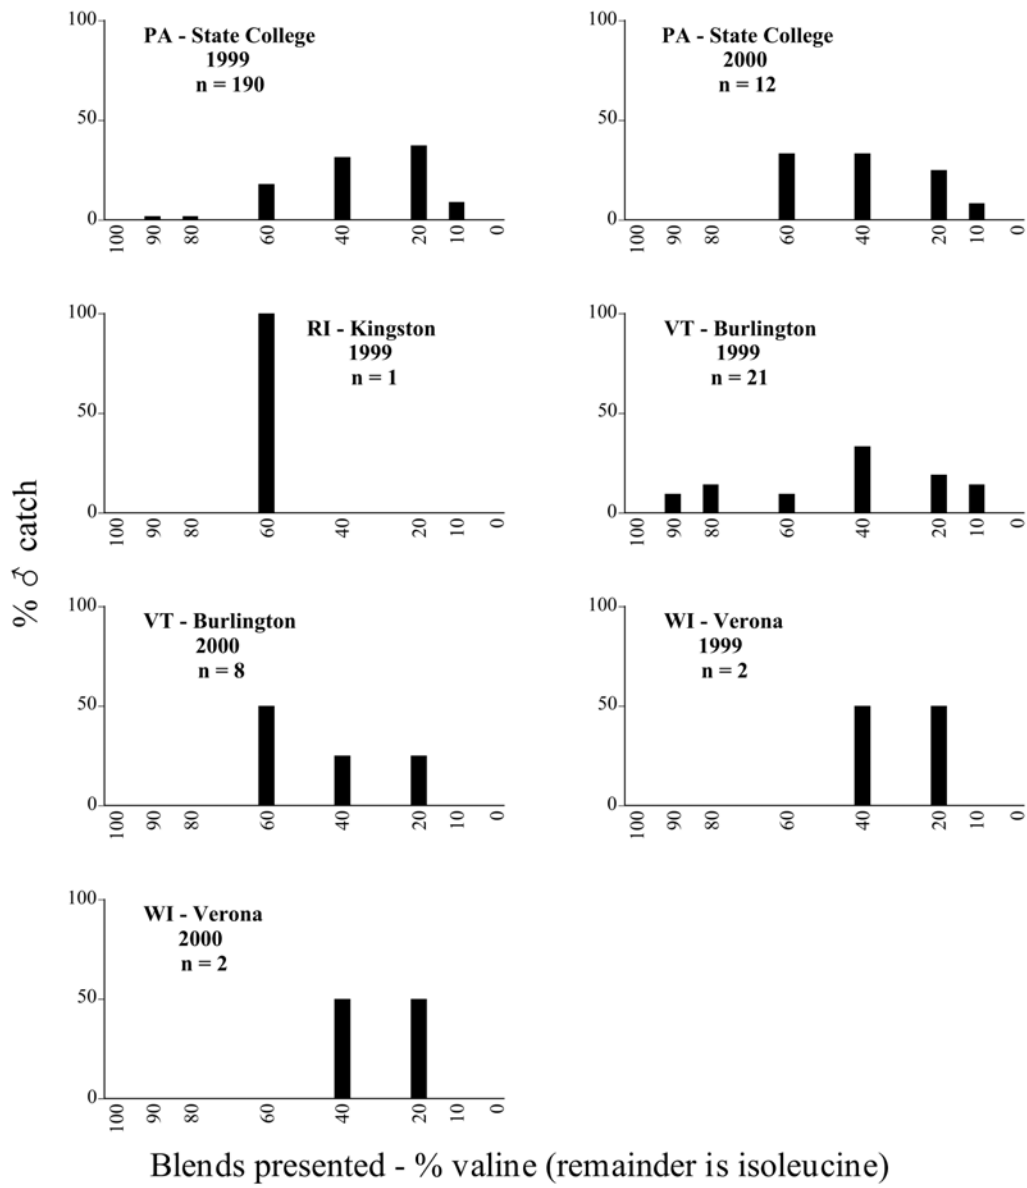 100
50
0
PA - State College
1999
n = 190
100 90 80 60 40 20 10 0
100
50
0
PA - State College
2000
n = 12
100 90 80 60 40 20 10 0
100
50
0
RI - Kingston
1999
n = 1
100 90 80 60 40 20 10 0
100
50
0
VT - Burlington
1999
n = 21
100 90 80 60 40 20 10 0
% ♂ catch
100
50
0
VT - Burlington
2000
n = 8
100 90 80 60 40 20 10 0
100
50
0
WI - Verona
1999
n = 2
100 90 80 60 40 20 10 0
100
50
0
WI - Verona
2000
n = 2
100 90 80 60 40 20 10 0
Blends presented - % valine (remainder is isoleucine)